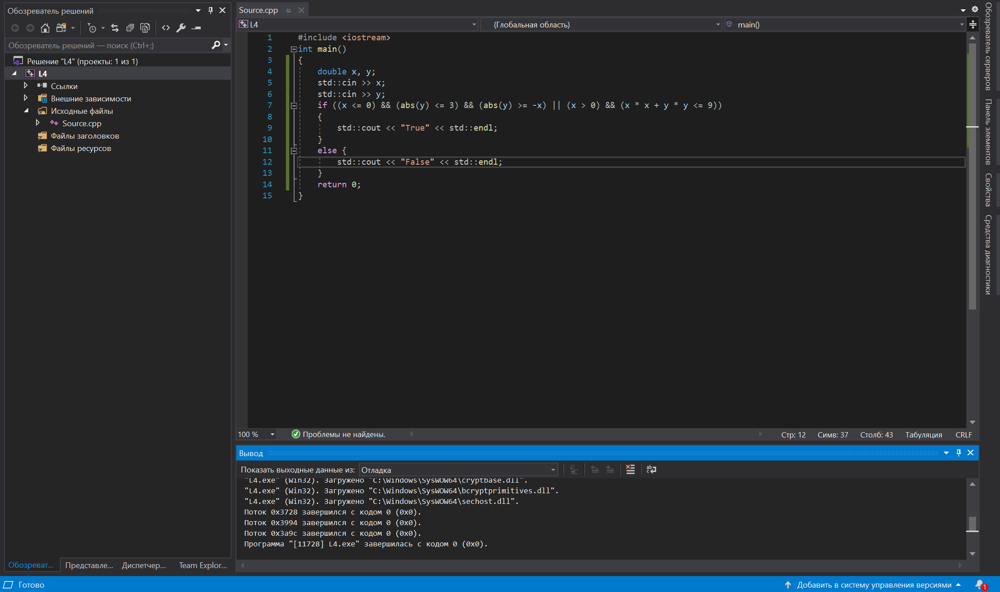 Обозреватель решений
Обозреватель решений — поиск (Ctrl+;)
Решение "L4" (проекты: 1 из 1)
L4
Ссылки
Внешние зависимости
Исходные файлы
Source.cpp
Файлы заголовков
Файлы ресурсов
Обозреват...
Представле...
Диспетчер...
Team Explor...
Source.cpp
L4
(Глобальная область)
main()
1 #include <iostream>
2 int main()
3 {
4 double x, y;
5 std::cin >> x;
6 std::cin >> y;
7 if ((x <= 0) && (abs(y) <= 3) && (abs(y) >= -x) || (x > 0) && (x * x + y * y <= 9))
8 {
9 std::cout << "True" << std::endl;
10 }
11 else {
12 std::cout << "False" << std::endl;
13 }
14 return 0;
15 }
100 %
Проблемы не найдены.
Стр: 12
Симв: 37
Столб: 43
Табуляция
CRLF
Вывод
Показать выходные данные из: Отладка
"L4.exe" (Win32). Загружено "C:\Windows\SysWOW64\cryptbase.dll".
"L4.exe" (Win32). Загружено "C:\Windows\SysWOW64\bcryptprimitives.dll".
"L4.exe" (Win32). Загружено "C:\Windows\SysWOW64\sechost.dll".
Поток 0x3728 завершился с кодом 0 (0x0).
Поток 0x3994 завершился с кодом 0 (0x0).
Поток 0x3a9c завершился с кодом 0 (0x0).
Программа "[11728] L4.exe" завершилась с кодом 0 (0x0).
Обозреватель серверов
Панель элементов
Свойства
Средства диагностики
Готово
Добавить в систему управления версиями
1